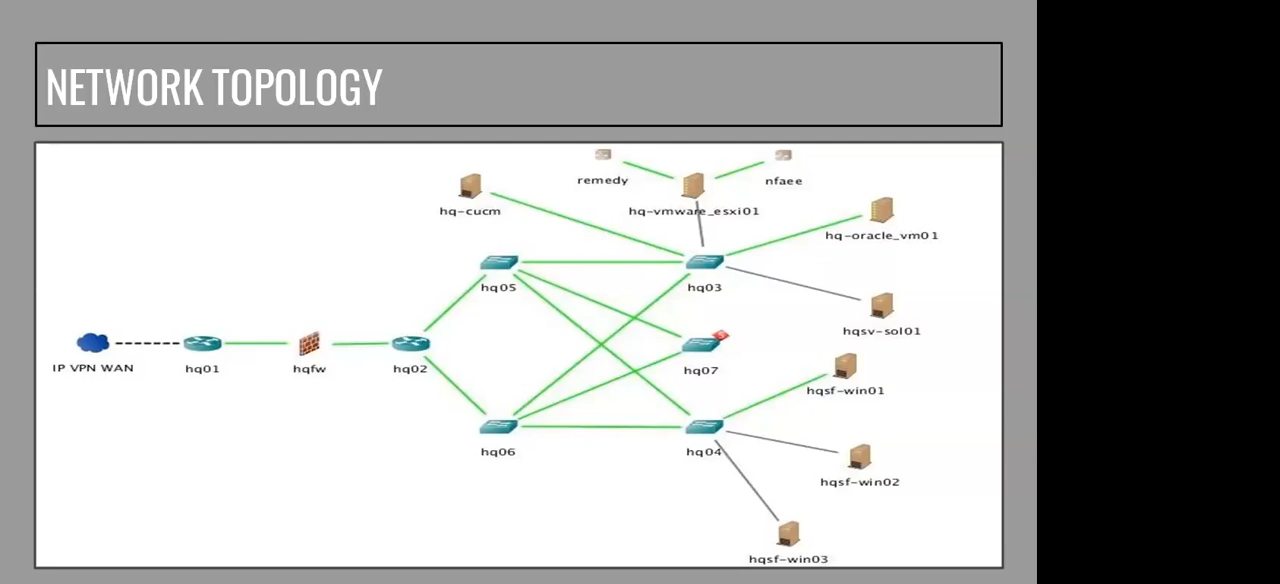 NETWORK TOPOLOGY
remedy
nfaee
hq-cucm
hq-vmware_esxi01
hq-oracle_vm01
hq05
hq03
hqsv-sol01
IP VPN WAN
hq01
hqfw
hq02
hq07
hqsf-win01
hq06
hq04
hqsf-win02
hqsf-win03